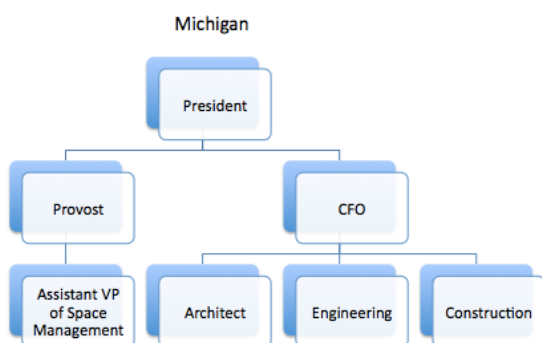 Michigan
President
Provost
CFO
Assistant VP
of Space
Management
Architect
Engineering
Construction